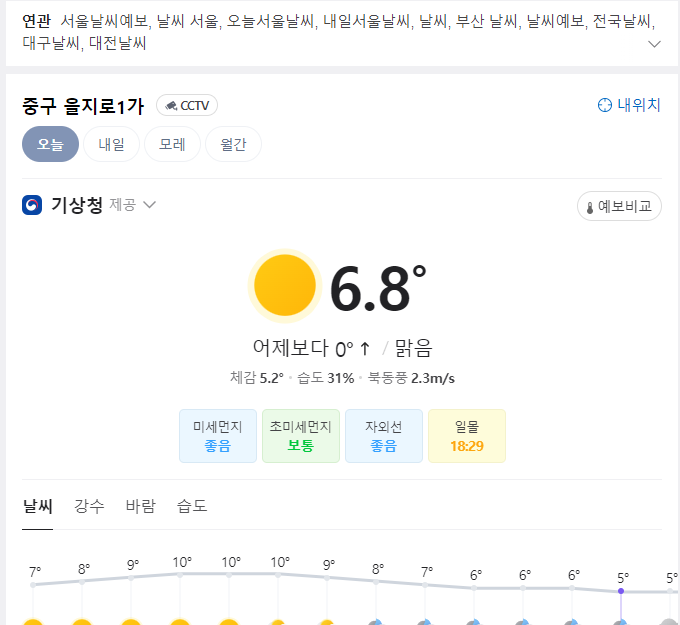 연관 서울날씨예보, 날씨 서울, 오늘서울날씨, 내일서울날씨, 날씨, 부산 날씨, 날씨예보, 전국날씨,
대구날씨, 대전날씨
중구 을지로1가 CCTV 내위치
오늘 내일 모레 월간
기상청 제공 예보비교
6.8°
어제보다 0° ↑ / 맑음
체감 5.2° · 습도 31% · 북동풍 2.3m/s
미세먼지 초미세먼지 자외선 일몰
좋음 보통 좋음 18:29
날씨 강수 바람 습도
7° 8° 9° 10° 10° 10° 9° 8° 7° 6° 6° 6° 5° 5°